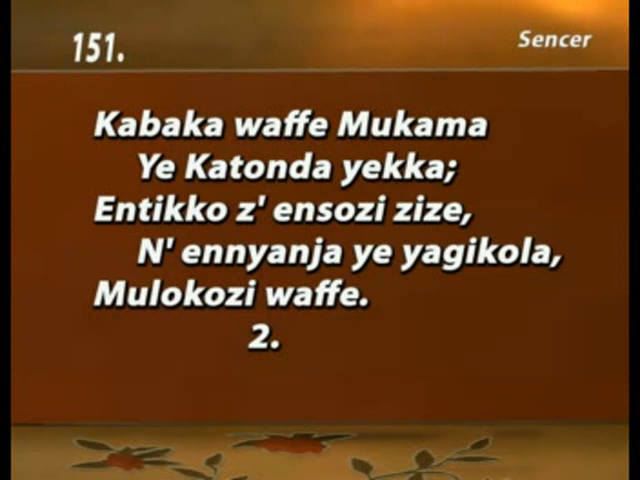 151.
Sencer
Kabaka waffe Mukama
Ye Katonda yekka;
Entikko z' ensozi zize,
N' ennyanja ye yagikola,
Mulokozi waffe.
2.